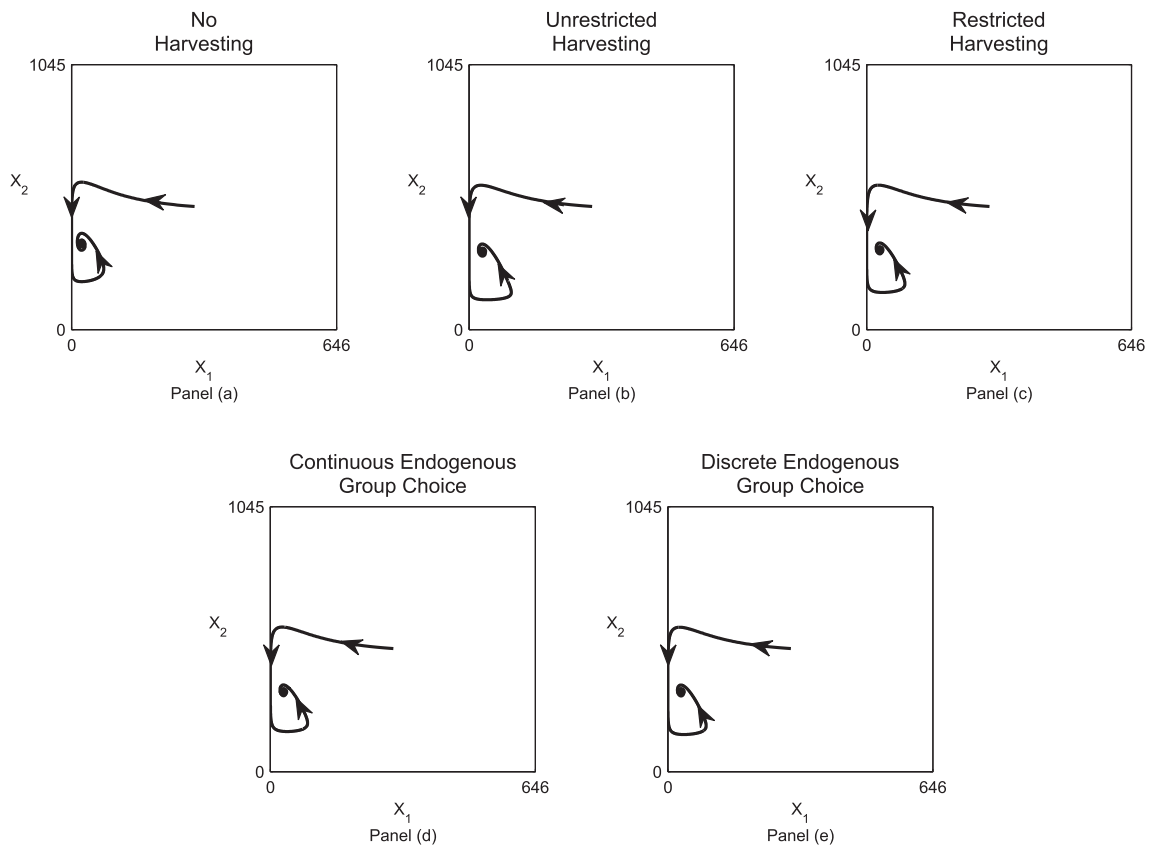 No
Harvesting
1045
X2
0
0
646
X1
Panel (a)
Unrestricted
Harvesting
1045
X2
0
0
646
X1
Panel (b)
Restricted
Harvesting
1045
X2
0
0
646
X1
Panel (c)
Continuous Endogenous
Group Choice
1045
X2
0
0
646
X1
Panel (d)
Discrete Endogenous
Group Choice
1045
X2
0
0
646
X1
Panel (e)